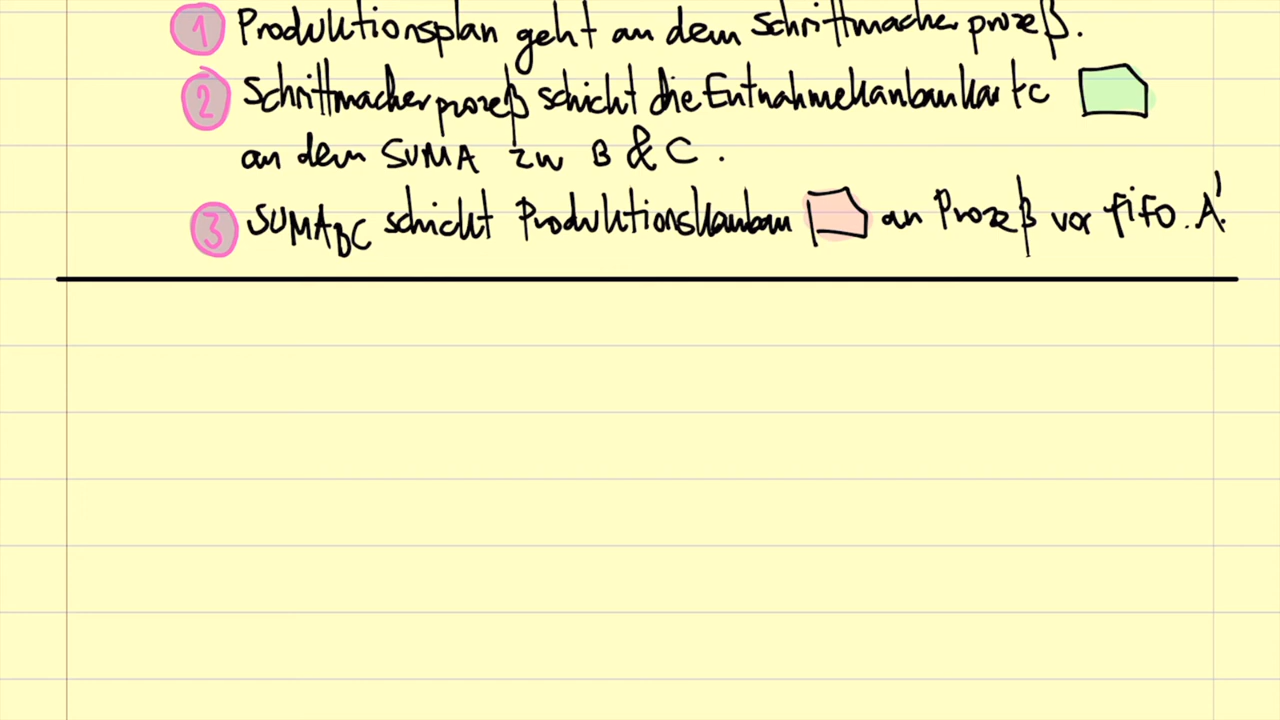 1 Produktionsplan geht an dem Schrittmacherprozeß.
2 Schrittmacherprozeß schickt die Entnahmekanbankarte
an dem SUMA zw B & C.
3 SUMABC schickt Produktionskanban an Prozeß vor fifo. A!